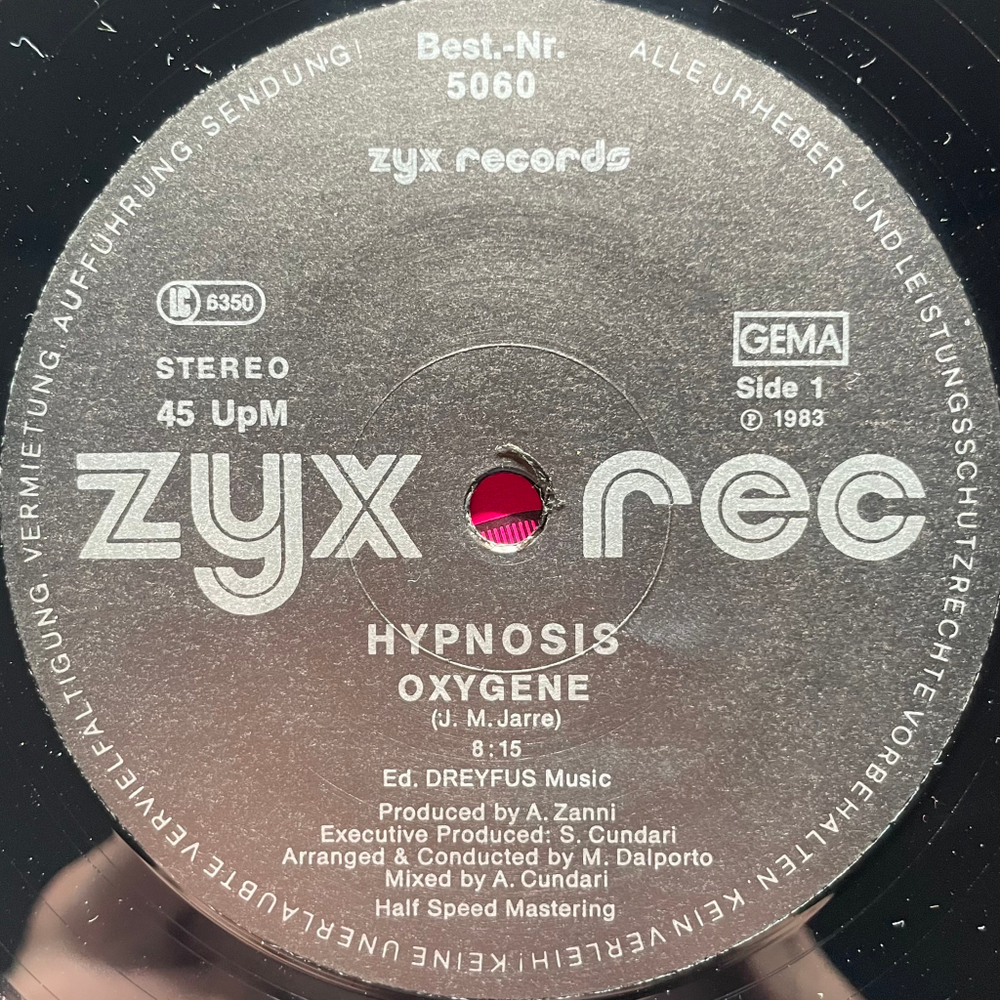 Best.-Nr.
5060
zyx records
LC 6350
STEREO
45 UpM
GEMA
Side 1
Ⓟ 1983
zyx rec
HYPNOSIS
OXYGENE
(J. M. Jarre)
8:15
Ed. DREYFUS Music
Produced by A. Zanni
Executive Produced: S. Cundari
Arranged & Conducted by M. Dalporto
Mixed by A. Cundari
Half Speed Mastering
ALLE URHEBER- UND LEISTUNGSSCHUTZRECHTE VORBEHALTEN. KEIN VERLEIH! KEINE UNERLAUBTE VERVIELFALTIGUNG, VERMIETUNG AUFFÜHRUNG, SENDUNG!